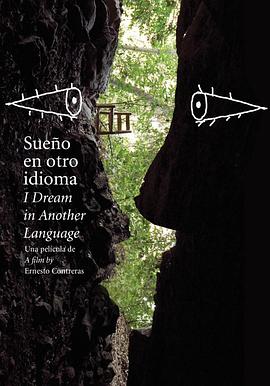 Sueño
en otro
idioma
I Dream
in Another
Language
Una película de
A film by
Ernesto Contreras